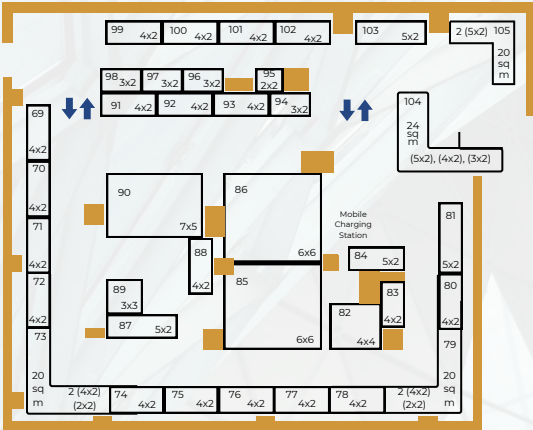 99 4x2
100 4x2
101 4x2
102 4x2
103 5x2
2 (5x2) 105
20
sq
m
98 3x2
97 3x2
96 3x2
95
2x2
91 4x2
92 4x2
93 4x2
94 3x2
104
24
sq
m
(5x2), (4x2), (3x2)
69
4x2
70
4x2
71
4x2
72
4x2
73
20
sq
m
2 (4x2)
(2x2)
90
7x5
86
6x6
88
4x2
85
6x6
89
3x3
87 5x2
Mobile
Charging
Station
84 5x2
83
4x2
82
4x4
81
5x2
80
4x2
79
20
sq
m
2 (4x2)
(2x2)
74
4x2
75
4x2
76
4x2
77
4x2
78
4x2